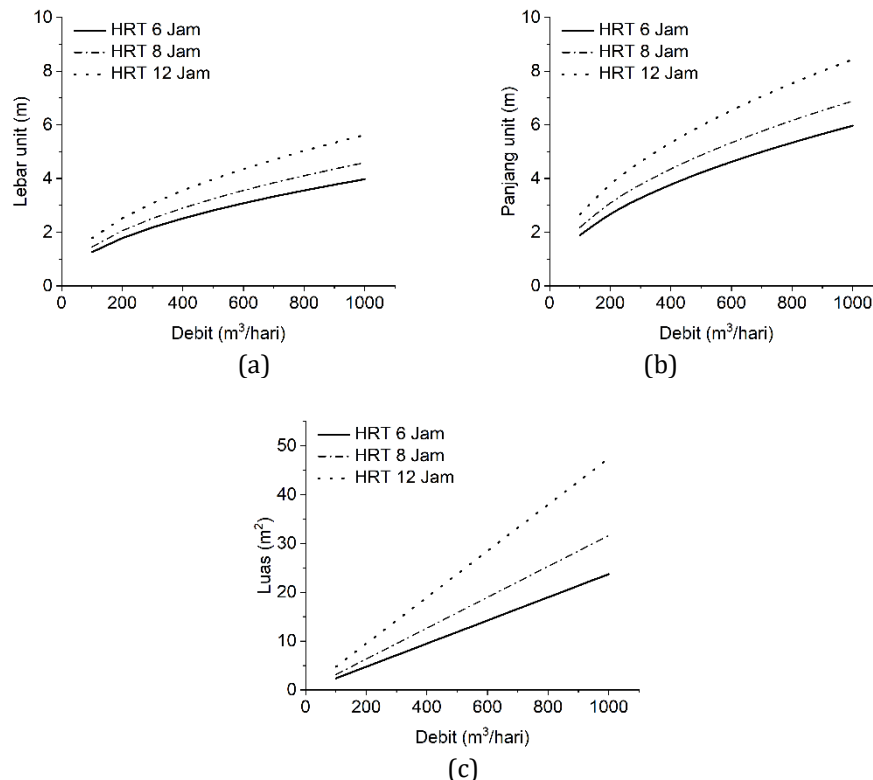 10
8
6
4
2
0
Lebar unit (m)
HRT 6 Jam
HRT 8 Jam
HRT 12 Jam
0 200 400 600 800 1000
Debit (m³/hari)
(a)
10
8
6
4
2
0
Panjang unit (m)
HRT 6 Jam
HRT 8 Jam
HRT 12 Jam
0 200 400 600 800 1000
Debit (m³/hari)
(b)
50
40
30
20
10
0
Luas (m²)
HRT 6 Jam
HRT 8 Jam
HRT 12 Jam
0 200 400 600 800 1000
Debit (m³/hari)
(c)